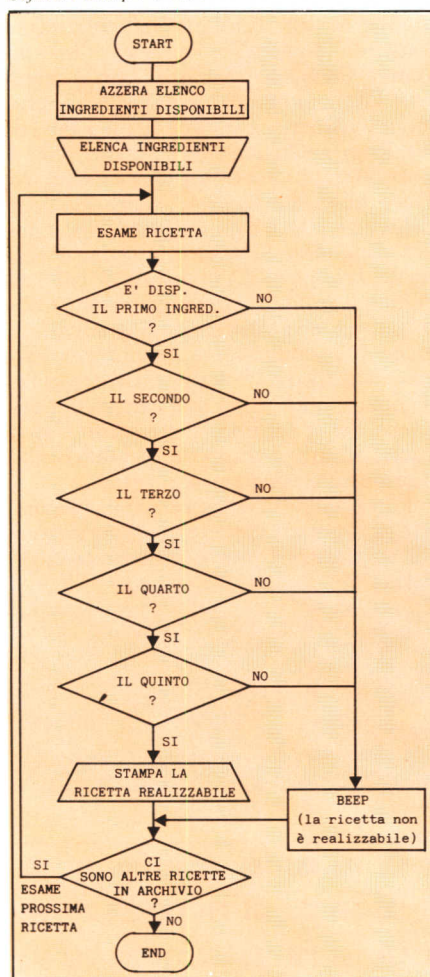 START
AZZERA ELENCO
INGREDIENTI DISPONIBILI
ELENCA INGREDIENTI
DISPONIBILI
ESAME RICETTA
E' DISP.
IL PRIMO INGRED.
?
NO
SI
IL SECONDO
?
NO
SI
IL TERZO
?
NO
SI
IL QUARTO
?
NO
SI
IL QUINTO
?
NO
SI
STAMPA LA
RICETTA REALIZZABILE
BEEP
(la ricetta non
è realizzabile)
CI
SONO ALTRE RICETTE
IN ARCHIVIO
?
SI
ESAME
PROSSIMA
RICETTA
NO
END